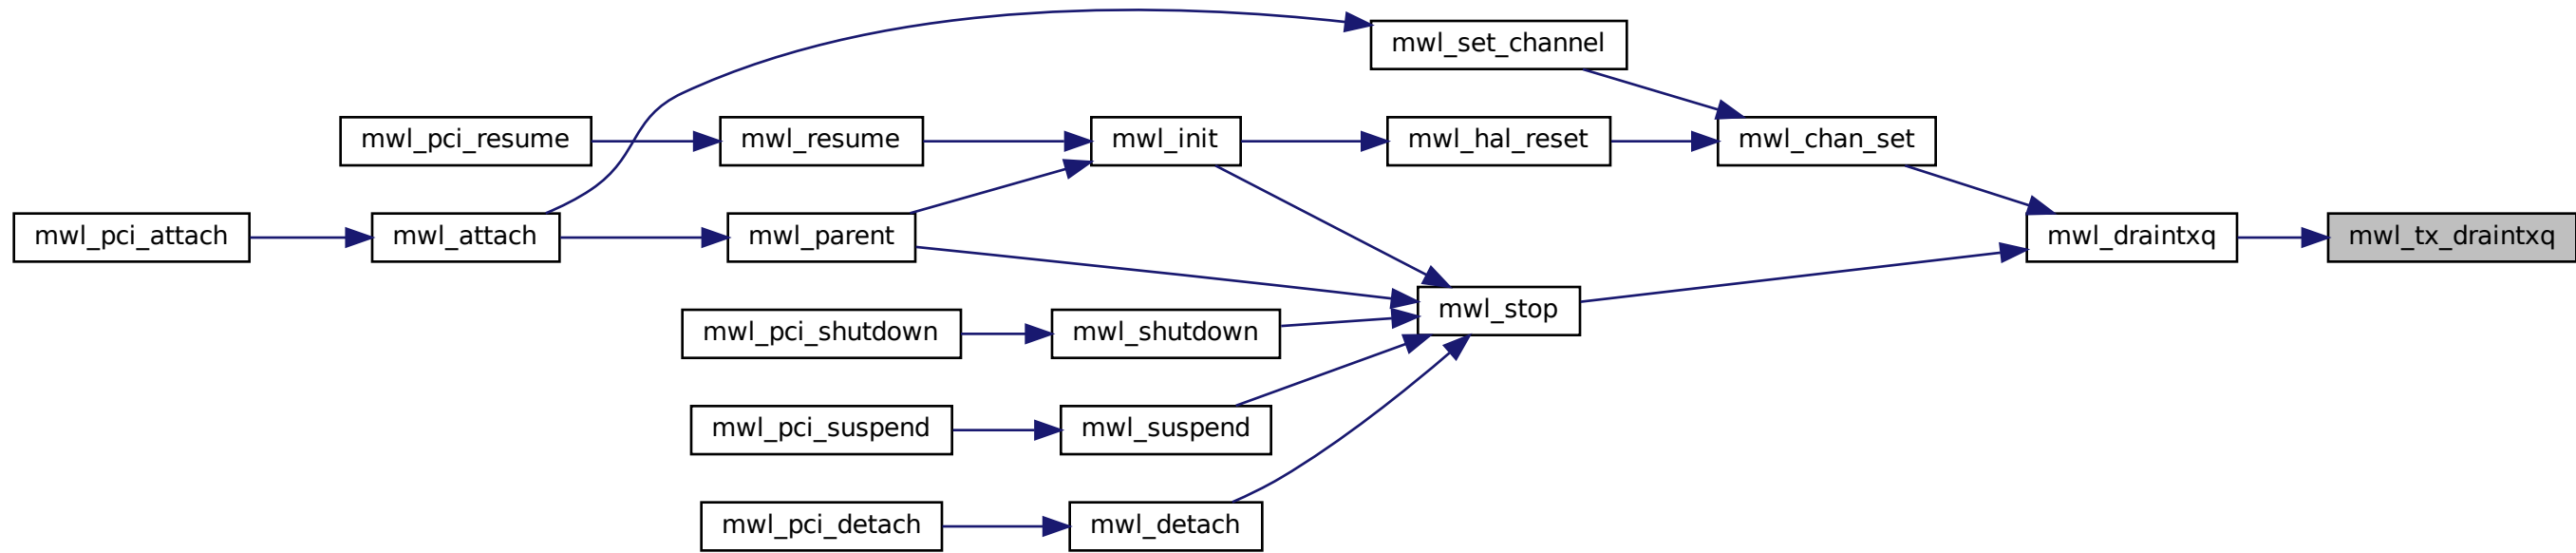 mwl_set_channel
mwl_pci_resume
mwl_resume
mwl_init
mwl_hal_reset
mwl_chan_set
mwl_pci_attach
mwl_attach
mwl_parent
mwl_draintxq
mwl_tx_draintxq
mwl_stop
mwl_pci_shutdown
mwl_shutdown
mwl_pci_suspend
mwl_suspend
mwl_pci_detach
mwl_detach